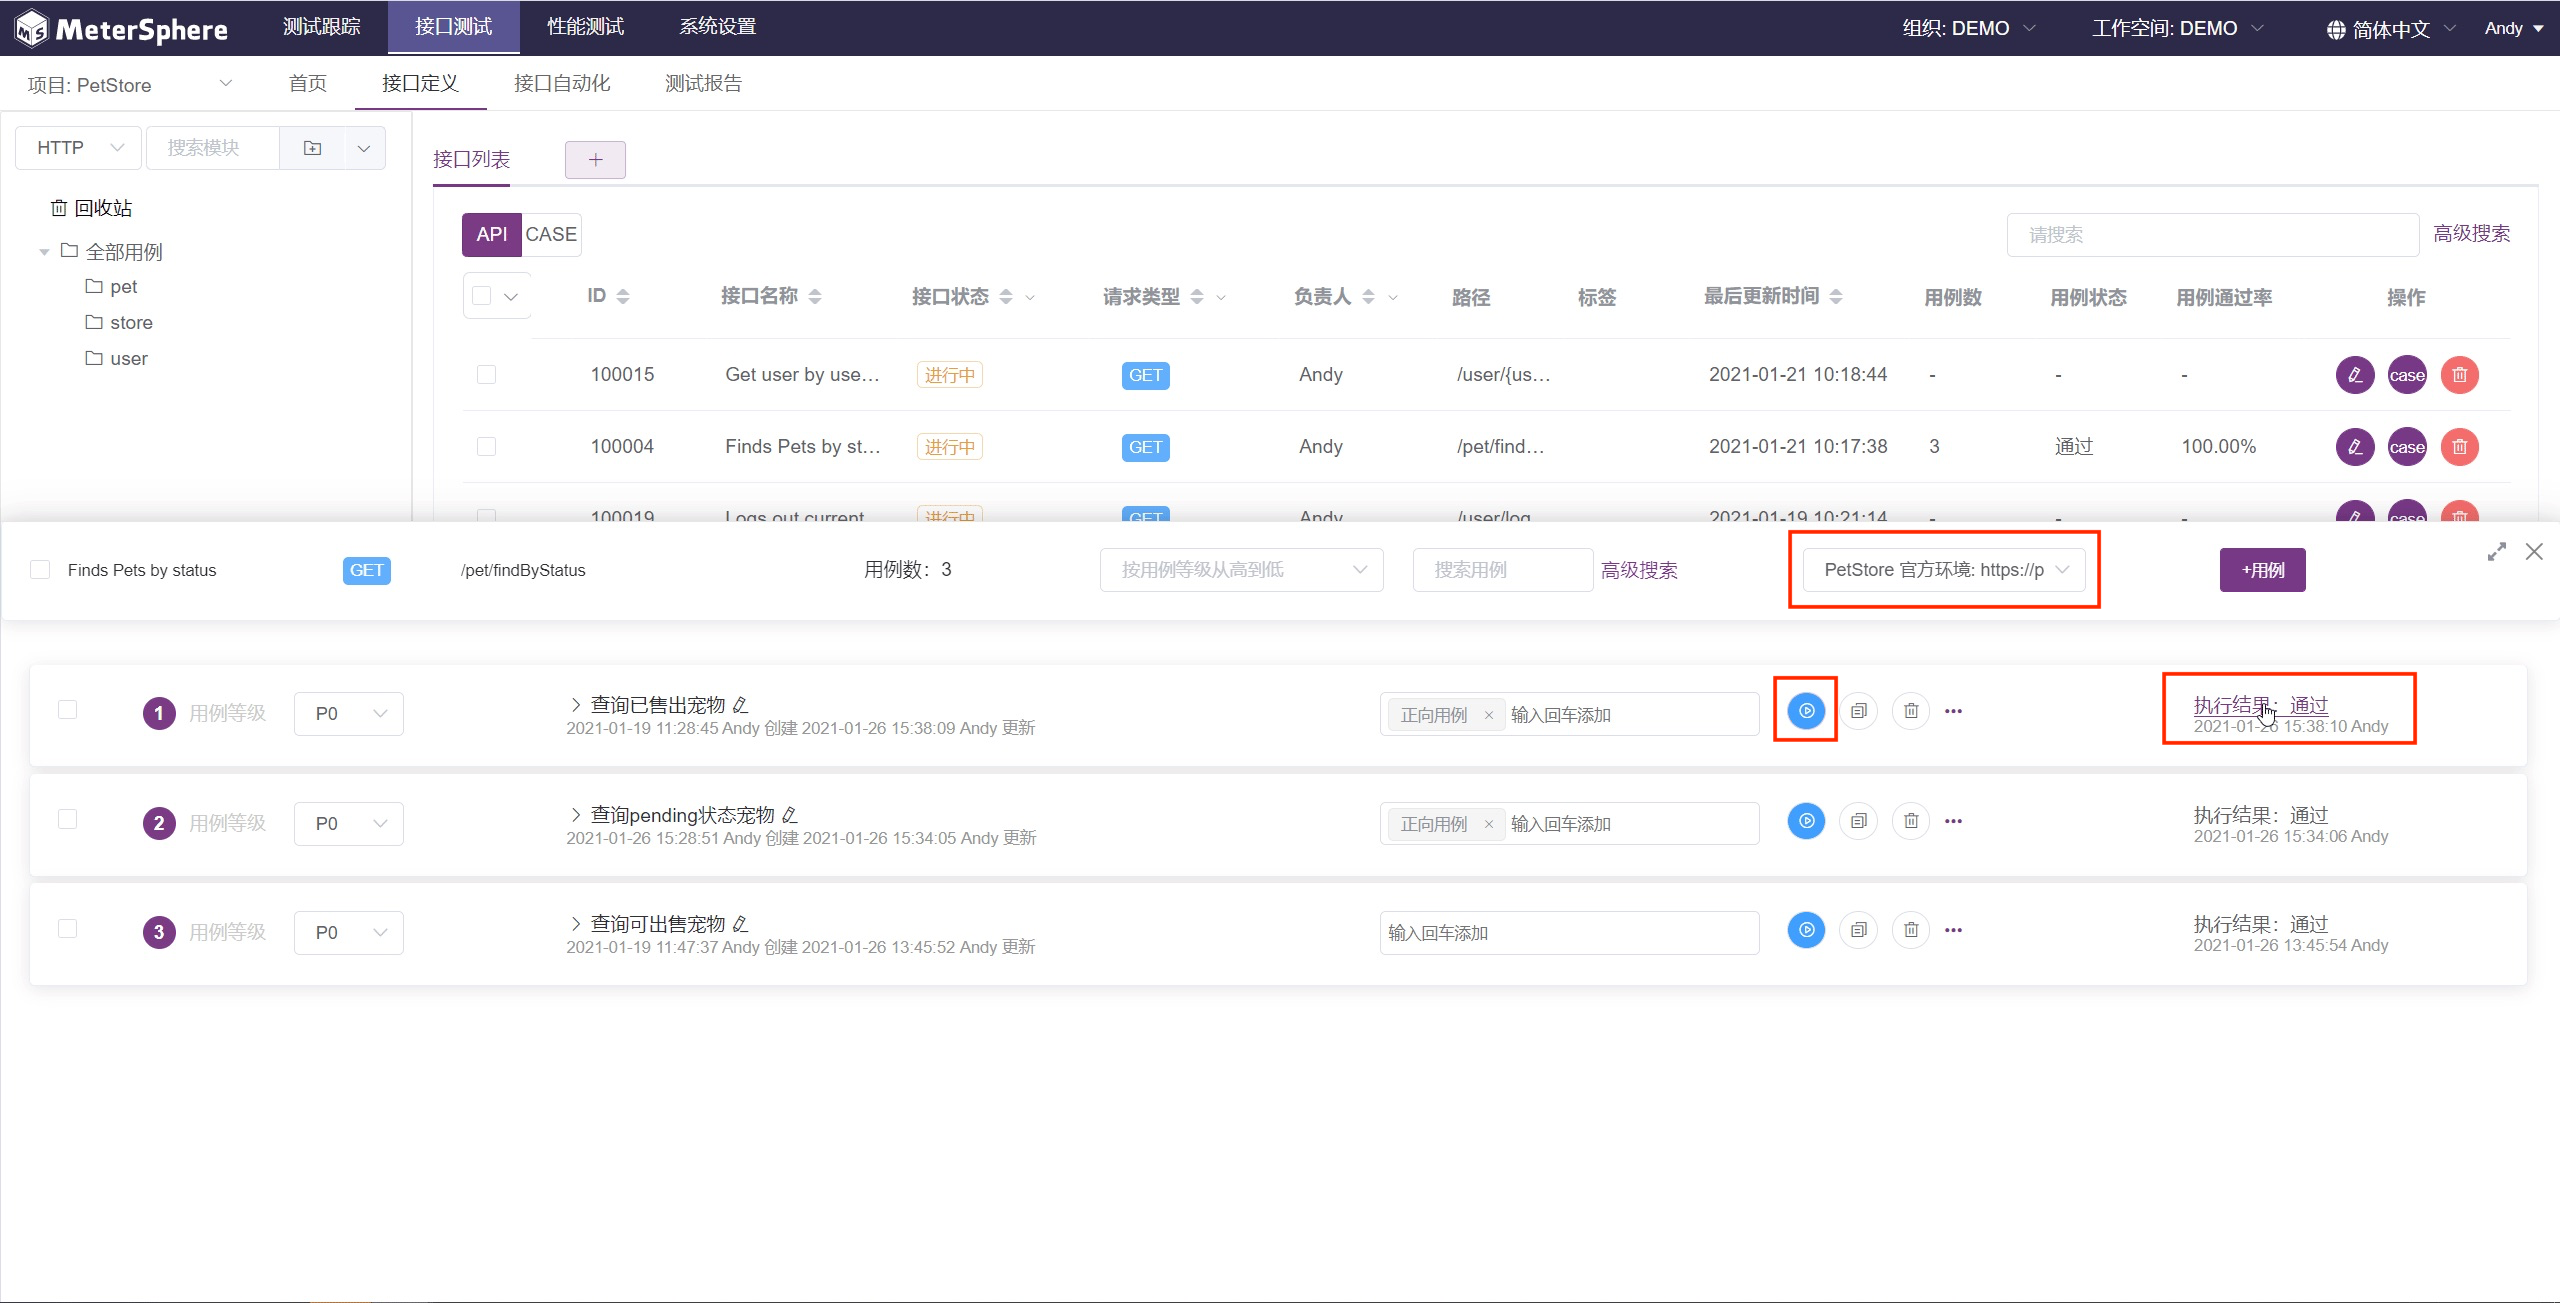 MeterSphere 测试跟踪 接口测试 性能测试 系统设置 组织: DEMO 工作空间: DEMO 简体中文 Andy
项目: PetStore 首页 接口定义 接口自动化 测试报告
HTTP 搜索模块
回收站
全部用例
pet
store
user
接口列表 +
API CASE 请搜索 高级搜索
ID 接口名称 接口状态 请求类型 负责人 路径 标签 最后更新时间 用例数 用例状态 用例通过率 操作
100015 Get user by use... 进行中 GET Andy /user/{us... 2021-01-21 10:18:44 - - - case
100004 Finds Pets by st... 进行中 GET Andy /pet/find... 2021-01-21 10:17:38 3 通过 100.00% case
100019 Logs out current 进行中 GET Andy /user/log 2021-01-19 10:21:14 - - - case
Finds Pets by status GET /pet/findByStatus 用例数: 3 按用例等级从高到低 搜索用例 高级搜索 PetStore 官方环境: https://p +用例
1 用例等级 P0 查询已售出宠物 正向用例 × 输入回车添加 执行结果: 通过
2021-01-19 11:28:45 Andy 创建 2021-01-26 15:38:09 Andy 更新 2021-01-26 15:38:10 Andy
2 用例等级 P0 查询pending状态宠物 正向用例 × 输入回车添加 执行结果: 通过
2021-01-26 15:28:51 Andy 创建 2021-01-26 15:34:05 Andy 更新 2021-01-26 15:34:06 Andy
3 用例等级 P0 查询可出售宠物 输入回车添加 执行结果: 通过
2021-01-19 11:47:37 Andy 创建 2021-01-26 13:45:52 Andy 更新 2021-01-26 13:45:54 Andy